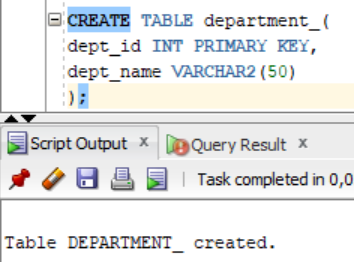 CREATE TABLE department_(
dept_id INT PRIMARY KEY,
dept_name VARCHAR2(50)
);
Script Output x Query Result x
Task completed in 0,0
Table DEPARTMENT_ created.